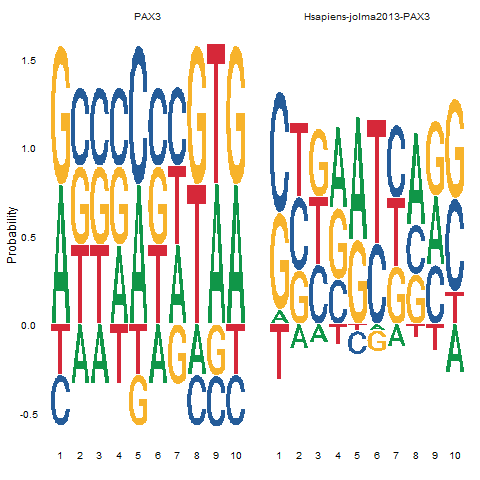 PAX3
Hsapiens-jolma2013-PAX3
Probability
1.5
1.0
0.5
0.0
-0.5
G C C C C C C G T G
A G G G A G T T A A
T T A T A
T A A T T A G A G T
C G C C C
1 2 3 4 5 6 7 8 9 10
C T G A A T C A G G
G C T G G C T C A C
A G C C G G C T
T A A T C A A T T A
G
1 2 3 4 5 6 7 8 9 10